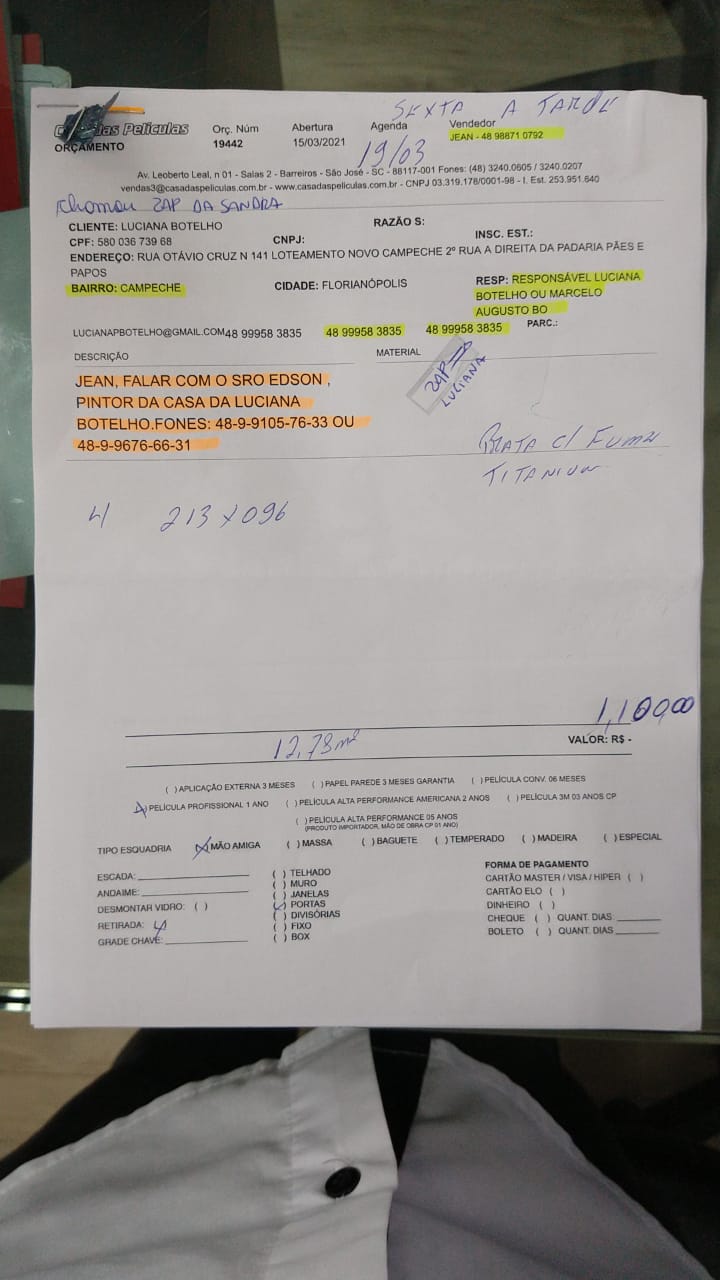 SEXTA A TARDE
das Películas
ORÇAMENTO
Orç. Núm
19442
Abertura
15/03/2021
Agenda
19/03
Vendedor
JEAN - 48 98871 0792
Av. Leoberto Leal, n 01 - Salas 2 - Barreiros - São José - SC - 88117-001 Fones: (48) 3240.0605 / 3240.0207
vendas3@casadaspeliculas.com.br - www.casadaspeliculas.com.br - CNPJ 03.319.178/0001-98 - I. Est. 253.951.640
chamou ZAP DA SANDRA
CLIENTE: LUCIANA BOTELHO
RAZÃO S:
CPF: 580 036 739 68
CNPJ:
INSC. EST.:
ENDEREÇO: RUA OTÁVIO CRUZ N 141 LOTEAMENTO NOVO CAMPECHE 2º RUA A DIREITA DA PADARIA PÃES E
PAPOS
BAIRRO: CAMPECHE
CIDADE: FLORIANÓPOLIS
RESP: RESPONSÁVEL LUCIANA
BOTELHO OU MARCELO
AUGUSTO BO
LUCIANAPBOTELHO@GMAIL.COM48 99958 3835 48 99958 3835 48 99958 3835
PARC.:
DESCRIÇÃO
MATERIAL
ZAP
LUCIANA
JEAN, FALAR COM O SRO EDSON ,
PINTOR DA CASA DA LUCIANA
BOTELHO.FONES: 48-9-9105-76-33 OU
48-9-9676-66-31
PRATA C/ FUMÊ
TITANIUM
4 213 x 096
1,100,00
12,78m²
VALOR: R$ -
( ) APLICAÇÃO EXTERNA 3 MESES ( ) PAPEL PAREDE 3 MESES GARANTIA ( ) PELÍCULA CONV. 06 MESES
(x) PELÍCULA PROFISSIONAL 1 ANO ( ) PELÍCULA ALTA PERFORMANCE AMERICANA 2 ANOS ( ) PELÍCULA 3M 03 ANOS CP
( ) PELÍCULA ALTA PERFORMANCE 05 ANOS
(PRODUTO IMPORTADOR, MÃO DE OBRA CP 01 ANO)
TIPO ESQUADRIA (x) MÃO AMIGA ( ) MASSA ( ) BAGUETE ( ) TEMPERADO ( ) MADEIRA ( ) ESPECIAL
ESCADA:
ANDAIME:
DESMONTAR VIDRO: ( )
RETIRADA: 4
GRADE CHAVE:
( ) TELHADO
( ) MURO
( ) JANELAS
(x) PORTAS
( ) DIVISÓRIAS
( ) FIXO
( ) BOX
FORMA DE PAGAMENTO
CARTÃO MASTER / VISA / HIPER ( )
CARTÃO ELO ( )
DINHEIRO ( )
CHEQUE ( ) QUANT. DIAS:
BOLETO ( ) QUANT. DIAS